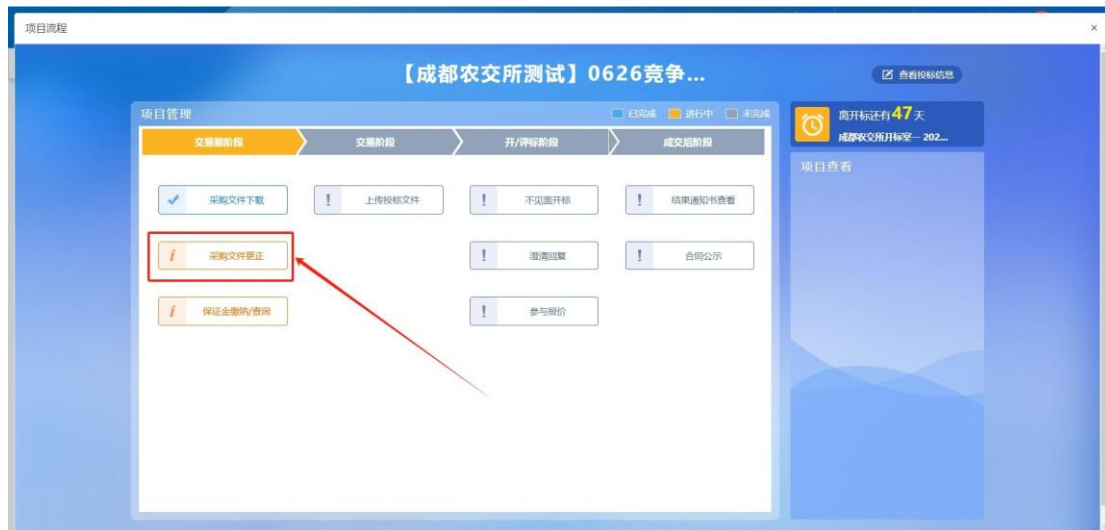 项目流程
×
【成都农交所测试】0626竞争...
查看投标信息
项目管理
已完成 进行中 未完成
交易前阶段 交易阶段 开/评标阶段 成交后阶段
采购文件下载 上传投标文件 不见面开标 结果通知书查看
采购文件更正 澄清回复 合同公示
保证金缴纳/查询 参与报价
离开标还有47天
成都农交所开标室一 202...
项目查看